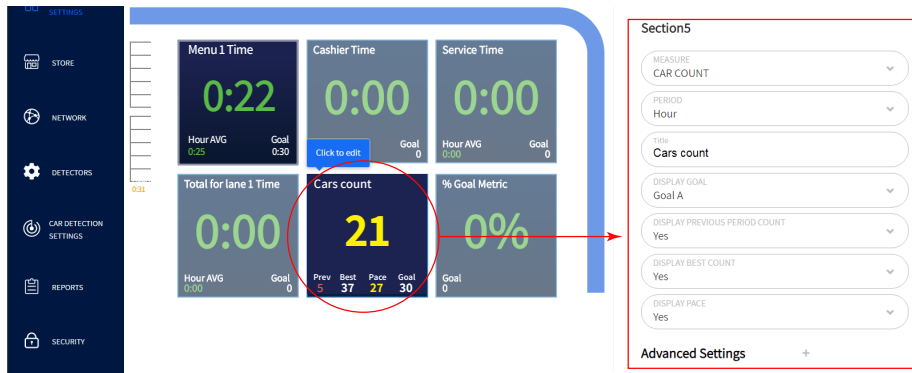 SETTINGS
STORE
NETWORK
DETECTORS
CAR DETECTION
SETTINGS
REPORTS
SECURITY
0:31
Menu 1 Time
0:22
Hour AVG Goal
0:25 0:30
Cashier Time
0:00
Goal
0
Click to edit
Service Time
0:00
Hour AVG Goal
0:00 0
Total for lane 1 Time
0:00
Hour AVG Goal
0:00 0
Cars count
21
Prev Best Pace Goal
5 37 27 30
% Goal Metric
0%
Goal
0
Section5
MEASURE
CAR COUNT
PERIOD
Hour
Title
Cars count
DISPLAY GOAL
Goal A
DISPLAY PREVIOUS PERIOD COUNT
Yes
DISPLAY BEST COUNT
Yes
DISPLAY PACE
Yes
Advanced Settings +